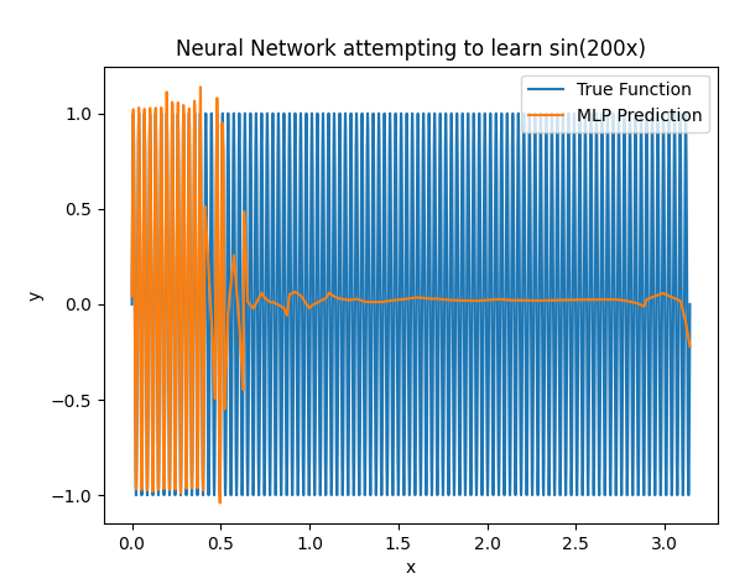 Neural Network attempting to learn sin(200x)
True Function
MLP Prediction
1.0
0.5
0.0
−0.5
−1.0
y
0.0 0.5 1.0 1.5 2.0 2.5 3.0
x